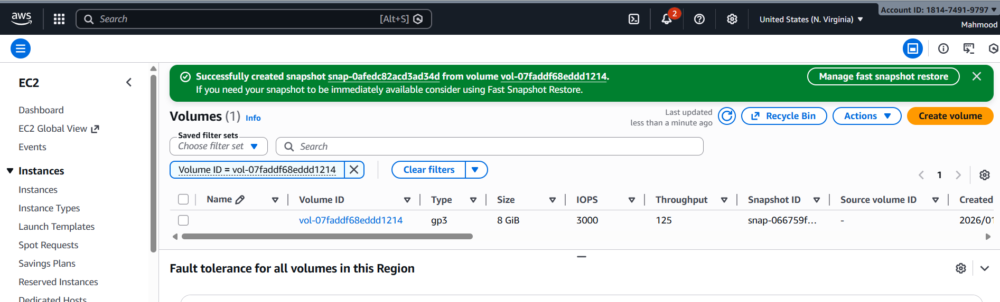 aws
Search [Alt+S]
2
United States (N. Virginia)
Account ID: 1814-7491-9797
Mahmood
EC2
Dashboard
EC2 Global View
Events
Instances
Instances
Instance Types
Launch Templates
Spot Requests
Savings Plans
Reserved Instances
Dedicated Hosts
Successfully created snapshot snap-0afedc82acd3ad34d from volume vol-07faddf68eddd1214.
If you need your snapshot to be immediately available consider using Fast Snapshot Restore.
Manage fast snapshot restore
Volumes (1) Info
Last updated
less than a minute ago
Recycle Bin
Actions
Create volume
Saved filter sets
Choose filter set
Search
Volume ID = vol-07faddf68eddd1214
Clear filters
1
Name Volume ID Type Size IOPS Throughput Snapshot ID Source volume ID Created
vol-07faddf68eddd1214 gp3 8 GiB 3000 125 snap-066759f... - 2026/01
Fault tolerance for all volumes in this Region